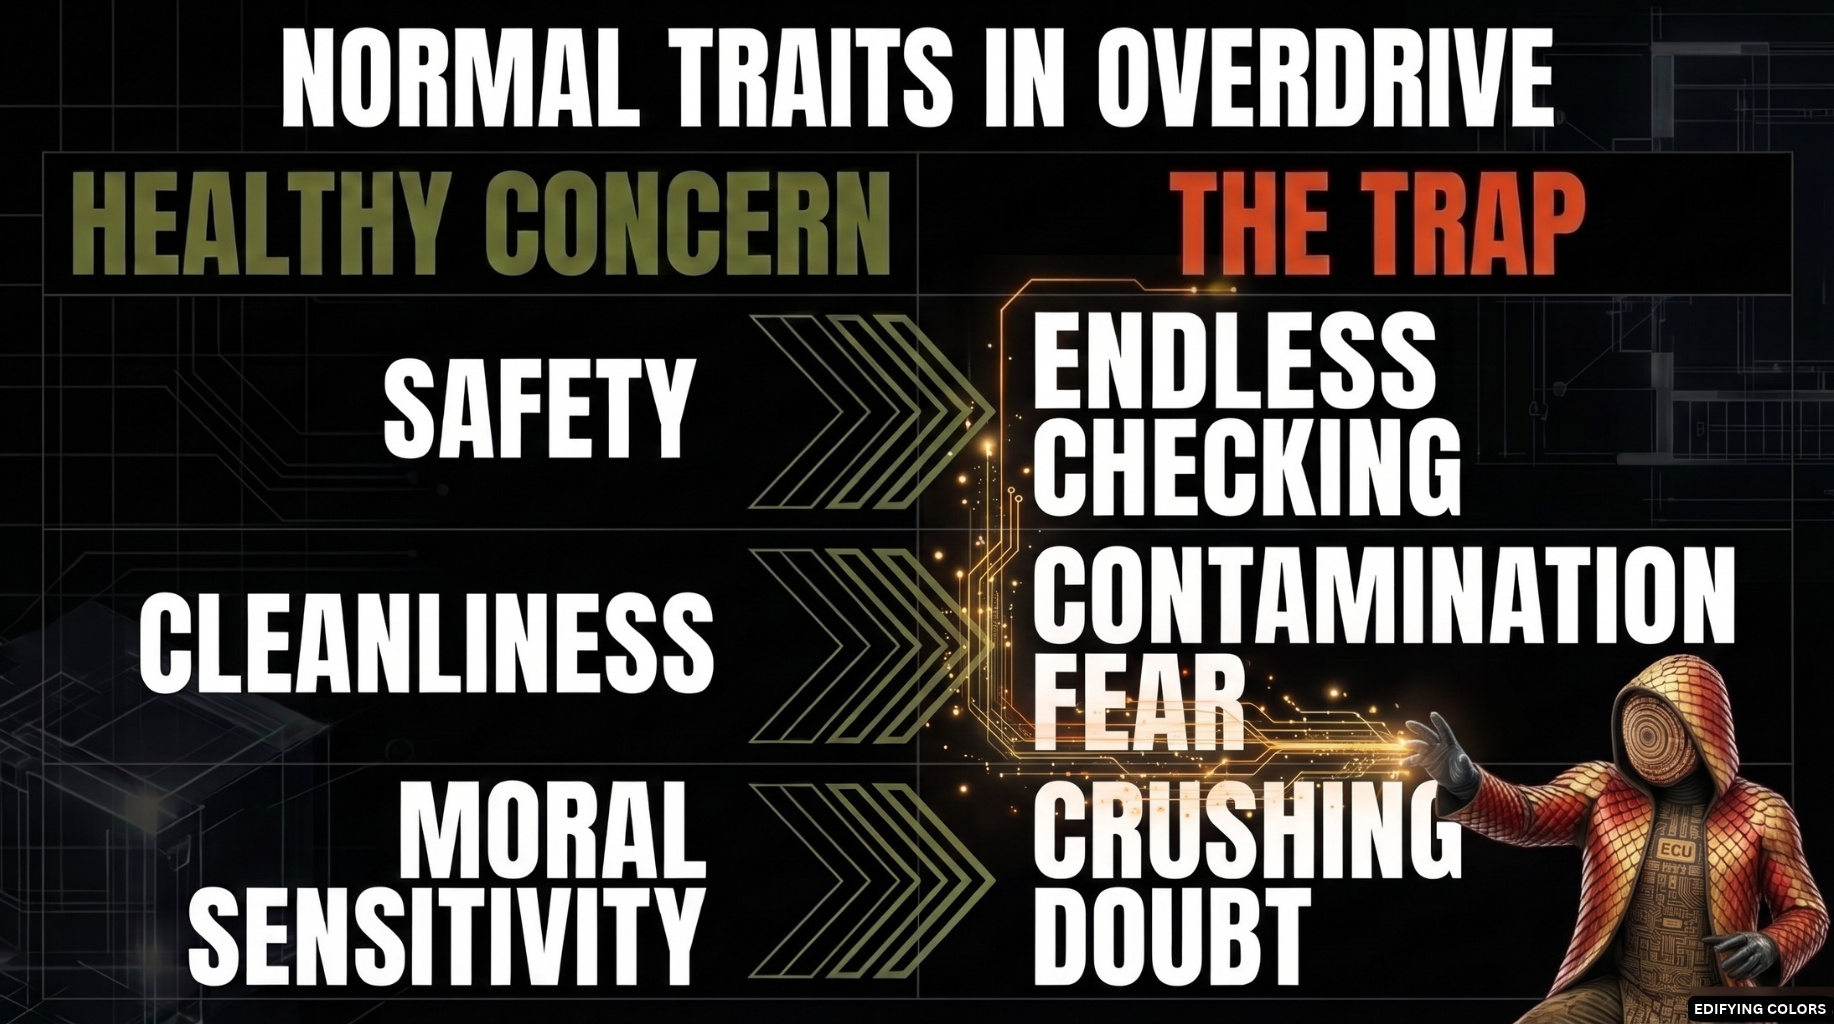 NORMAL TRAITS IN OVERDRIVE
HEALTHY CONCERN
THE TRAP
SAFETY
ENDLESS
CHECKING
CLEANLINESS
CONTAMINATION
FEAR
MORAL
SENSITIVITY
CRUSHING
DOUBT
ECU
EDIFYING COLORS